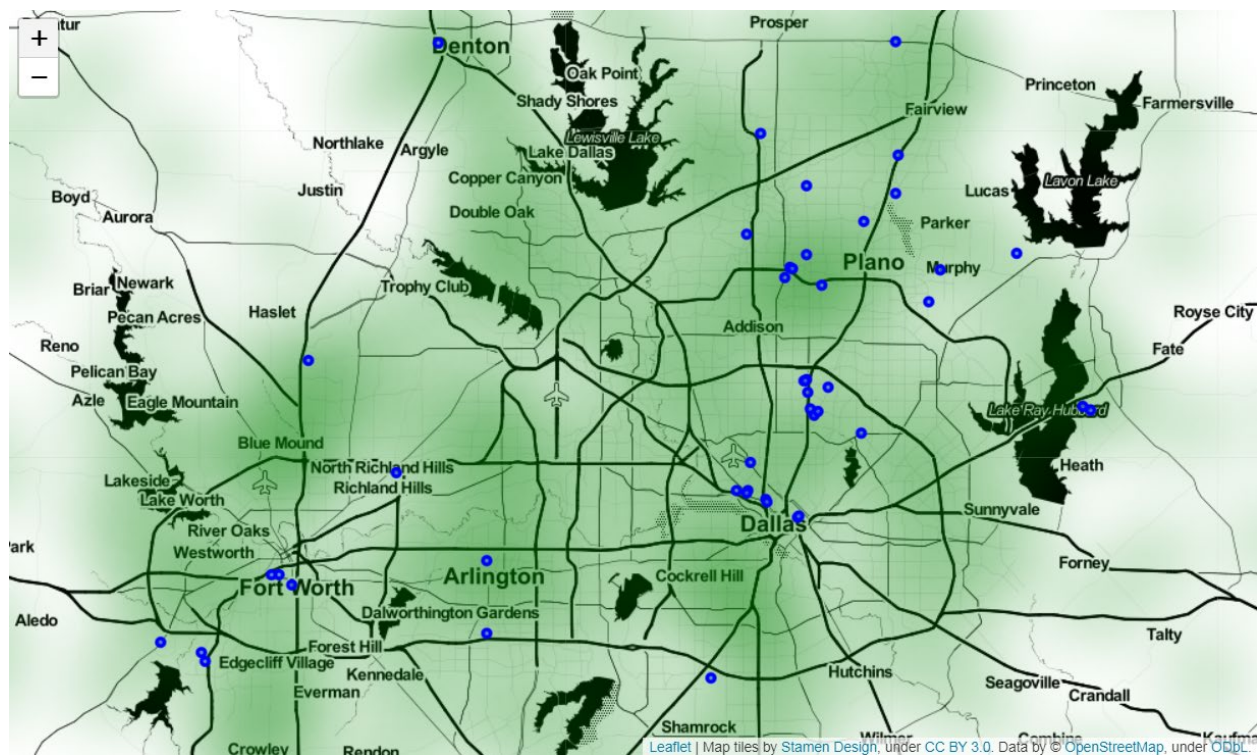 +
−
Prosper
Denton
Oak Point
Princeton
Shady Shores
Farmersville
Fairview
Lewisville Lake
Northlake
Argyle
Lake Dallas
Copper Canyon
Justin
Lucas
Lavon Lake
Boyd
Aurora
Double Oak
Parker
Plano
Murphy
Briar
Newark
Trophy Club
Pecan Acres
Haslet
Addison
Royse City
Reno
Fate
Pelican Bay
Azle
Eagle Mountain
Lake Ray Hubbard
Blue Mound
North Richland Hills
Heath
Lakeside
Richland Hills
Lake Worth
River Oaks
Sunnyvale
Dallas
Westworth
Forney
Arlington
Cockrell Hill
Fort Worth
Dalworthington Gardens
Aledo
Talty
Forest Hill
Edgecliff Village
Kennedale
Hutchins
Everman
Seagoville
Crandall
Shamrock
Crowley
Rendon
Leaflet | Map tiles by Stamen Design, under CC BY 3.0. Data by © OpenStreetMap, under ODbL.